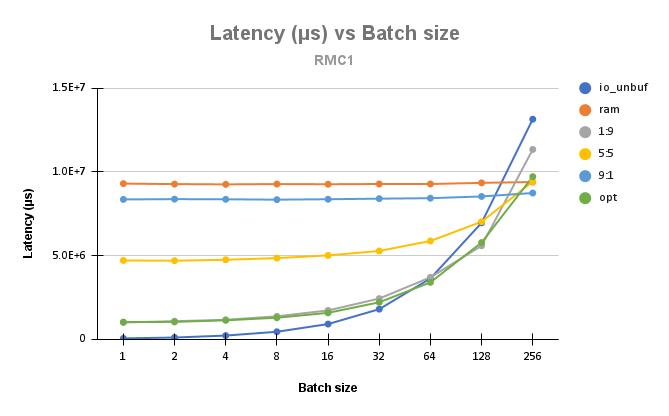 Latency (μs) vs Batch size
RMC1
1.5E+7
1.0E+7
5.0E+6
0
1 2 4 8 16 32 64 128 256
Latency (μs)
Batch size
io_unbuf
ram
1:9
5:5
9:1
opt